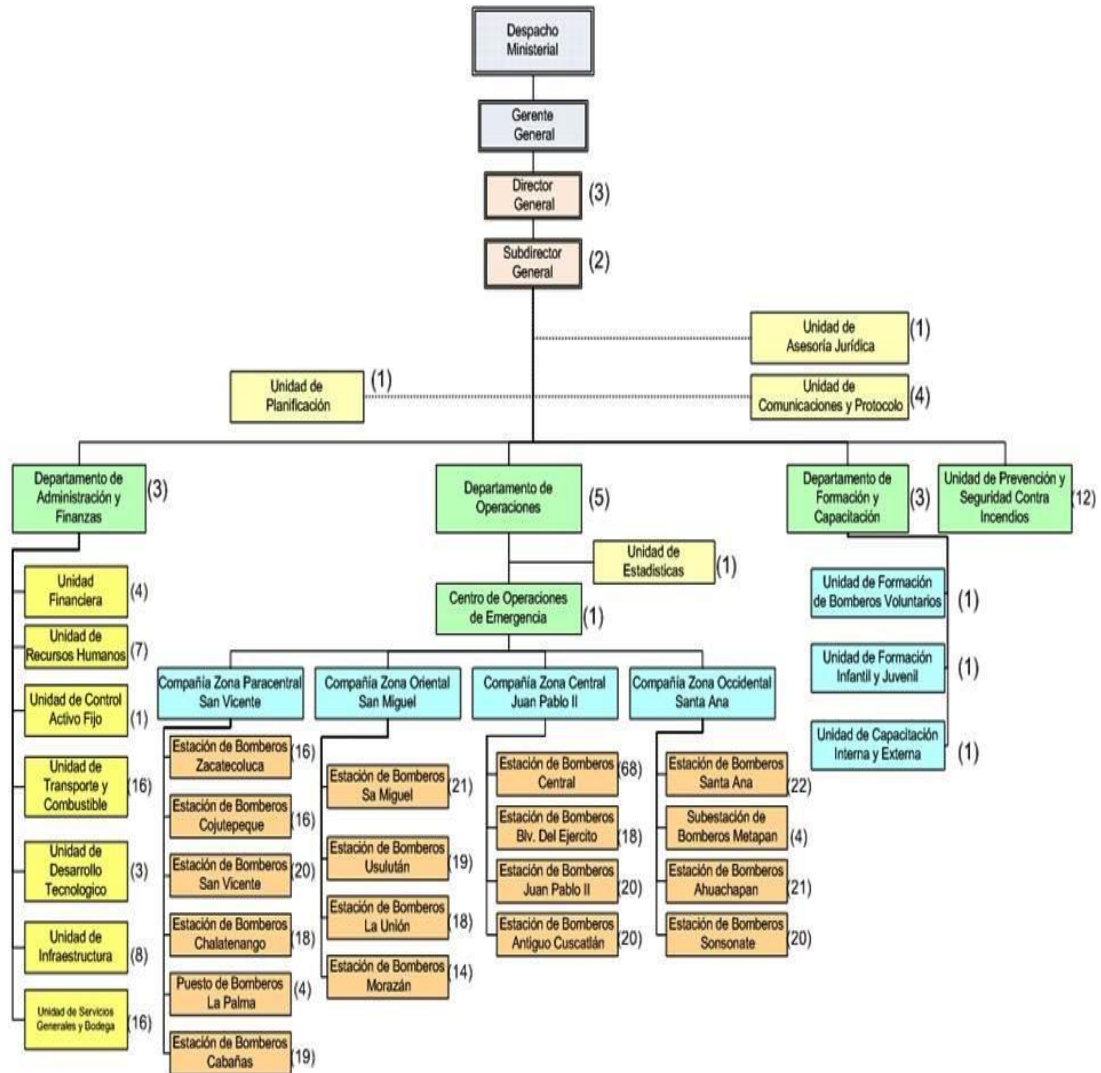 Despacho
Ministerial
Gerente
General
Director
General
(3)
Subdirector
General
(2)
Unidad de
Asesoría Jurídica
(1)
Unidad de
Planificación
(1)
Unidad de
Comunicaciones y Protocolo
(4)
Departamento de
Administración y
Finanzas
(3)
Departamento de
Operaciones
(5)
Departamento de
Formación y
Capacitación
(3)
Unidad de Prevención y
Seguridad Contra
Incendios
(12)
Unidad de
Estadisticas
(1)
Centro de Operaciones
de Emergencia
(1)
Unidad
Financiera
(4)
Unidad de
Recursos Humanos
(7)
Unidad de Control
Activo Fijo
(1)
Unidad de
Transporte y
Combustible
(16)
Unidad de
Desarrollo
Tecnologico
(3)
Unidad de
Infraestructura
(8)
Unidad de Servicios
Generales y Bodega
(16)
Compañía Zona Paracentral
San Vicente
Estación de Bomberos
Zacatecoluca
(16)
Estación de Bomberos
Cojutepeque
(16)
Estación de Bomberos
San Vicente
(20)
Estación de Bomberos
Chalatenango
(18)
Puesto de Bomberos
La Palma
(4)
Estación de Bomberos
Cabañas
(19)
Compañía Zona Oriental
San Miguel
Estación de Bomberos
Sa Miguel
(21)
Estación de Bomberos
Usulután
(19)
Estación de Bomberos
La Unión
(18)
Estación de Bomberos
Morazán
(14)
Compañía Zona Central
Juan Pablo II
Estación de Bomberos
Central
(68)
Estación de Bomberos
Blv. Del Ejercito
(18)
Estación de Bomberos
Juan Pablo II
(20)
Estación de Bomberos
Antiguo Cuscatlán
(20)
Compañía Zona Occidental
Santa Ana
Estación de Bomberos
Santa Ana
(22)
Subestación de
Bomberos Metapan
(4)
Estación de Bomberos
Ahuachapan
(21)
Estación de Bomberos
Sonsonate
(20)
Unidad de Formación
de Bomberos Voluntarios
(1)
Unidad de Formación
Infantil y Juvenil
(1)
Unidad de Capacitación
Interna y Externa
(1)